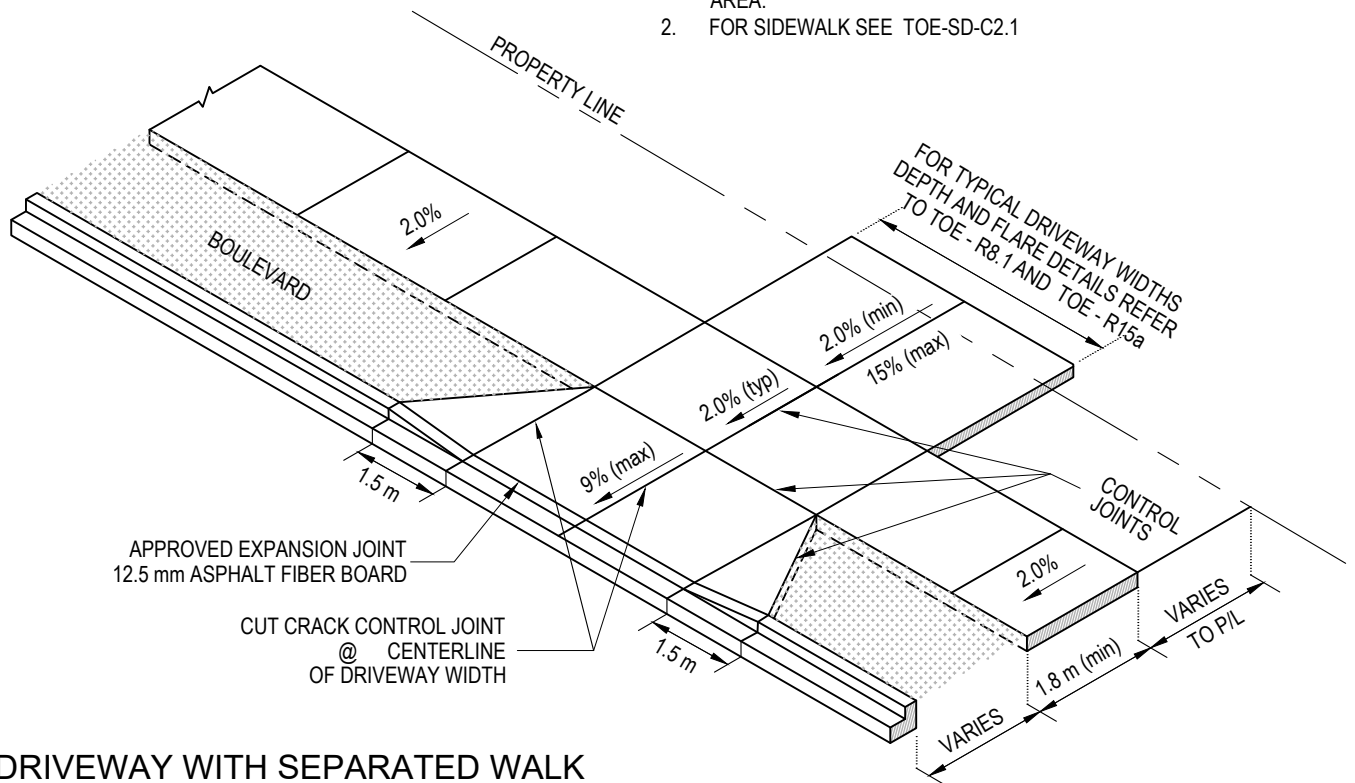 AREA.
2. FOR SIDEWALK SEE TOE-SD-C2.1
PROPERTY LINE
FOR TYPICAL DRIVEWAY WIDTHS
DEPTH AND FLARE DETAILS REFER
TO TOE - R8.1 AND TOE - R15a
2.0%
BOULEVARD
2.0% (min)
15% (max)
2.0% (typ)
9% (max)
1.5 m
CONTROL
JOINTS
APPROVED EXPANSION JOINT
12.5 mm ASPHALT FIBER BOARD
2.0%
VARIES
TO P/L
CUT CRACK CONTROL JOINT
@ CENTERLINE
OF DRIVEWAY WIDTH
1.5 m
1.8 m (min)
VARIES
DRIVEWAY WITH SEPARATED WALK